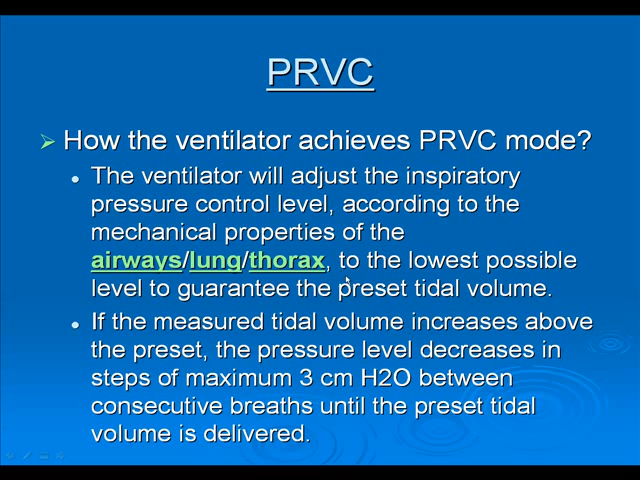 PRVC
How the ventilator achieves PRVC mode?
The ventilator will adjust the inspiratory
pressure control level, according to the
mechanical properties of the
airways/lung/thorax, to the lowest possible
level to guarantee the preset tidal volume.
If the measured tidal volume increases above
the preset, the pressure level decreases in
steps of maximum 3 cm H2O between
consecutive breaths until the preset tidal
volume is delivered.